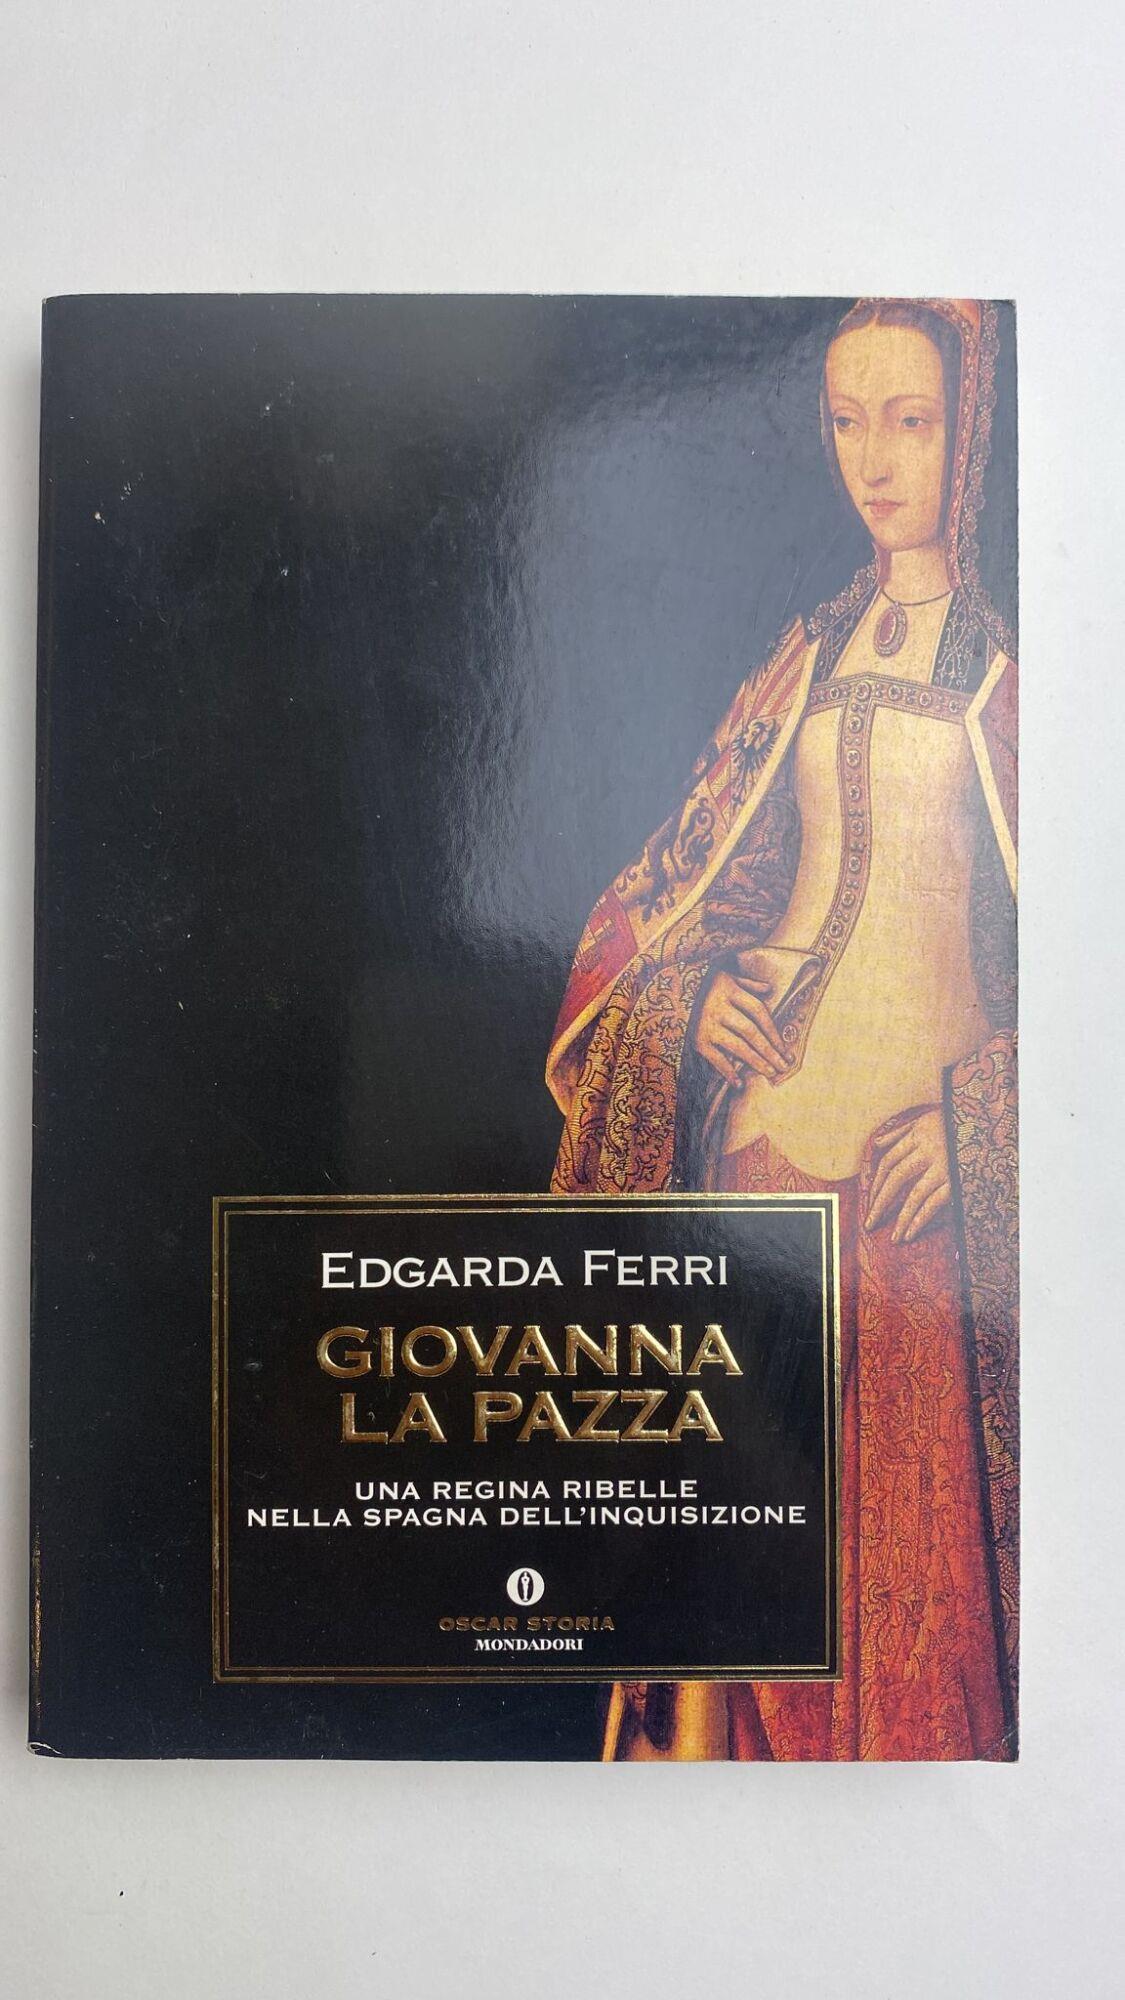 EDGARDA FERRI
GIOVANNA
LA PAZZA
UNA REGINA RIBELLE
NELLA SPAGNA DELL'INQUISIZIONE
OSCAR STORIA
MONDADORI